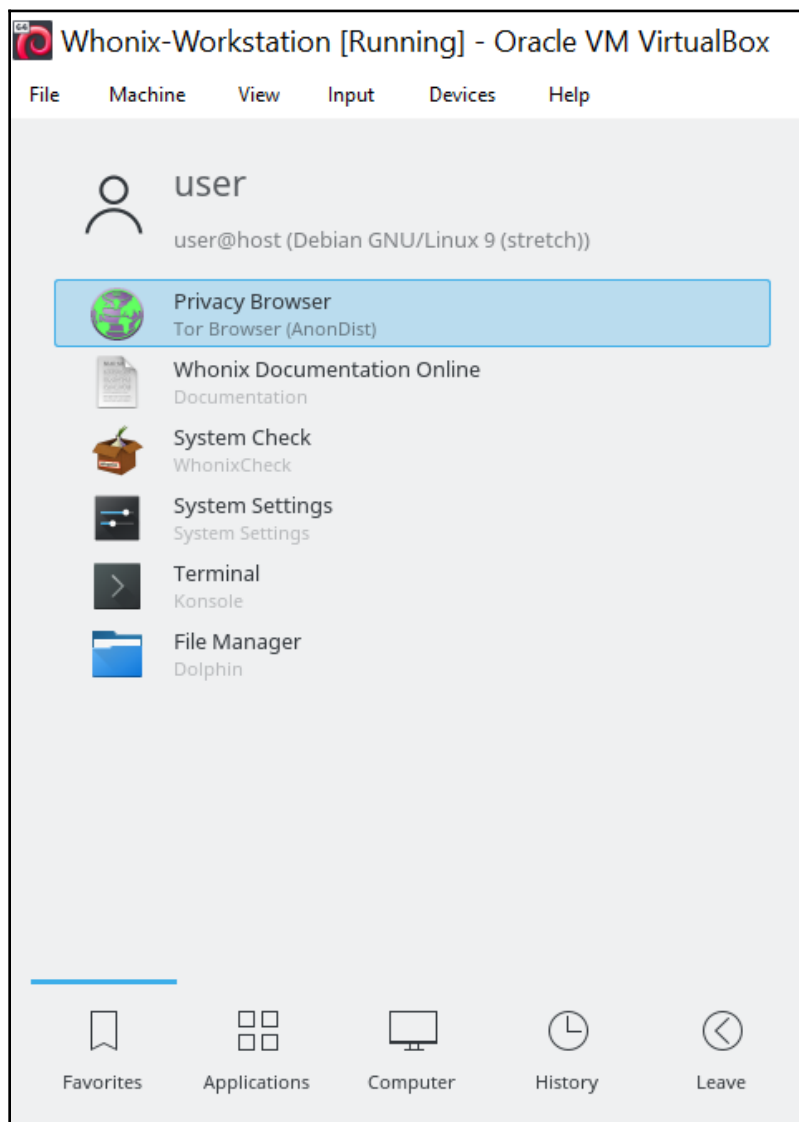 Whonix-Workstation [Running] - Oracle VM VirtualBox
File Machine View Input Devices Help
user
user@host (Debian GNU/Linux 9 (stretch))
Privacy Browser
Tor Browser (AnonDist)
Whonix Documentation Online
Documentation
System Check
WhonixCheck
System Settings
System Settings
Terminal
Konsole
File Manager
Dolphin
Favorites Applications Computer History Leave